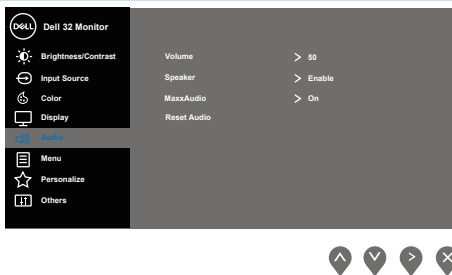 DELL Dell 32 Monitor
Brightness/Contrast Volume > 50
Input Source Speaker > Enable
Color MaxxAudio > On
Display Reset Audio
Audio
Menu
Personalize
Others